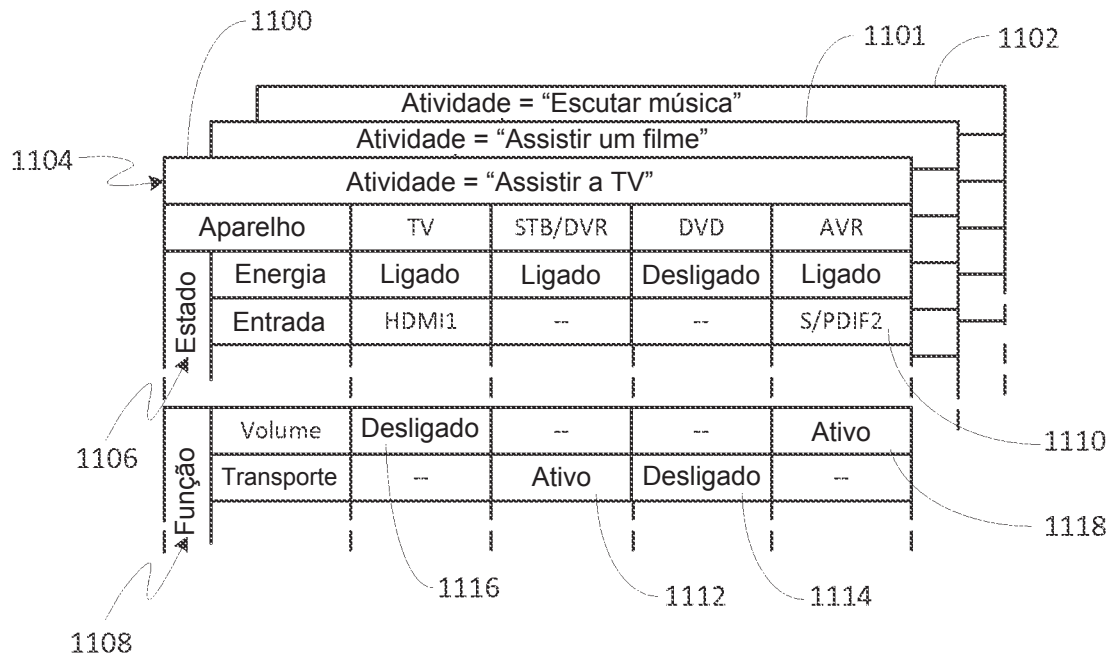 1100
1101
1102
Atividade = “Escutar música”
Atividade = “Assistir um filme”
1104
Atividade = “Assistir a TV”
Aparelho TV STB/DVR DVD AVR
Estado
Energia Ligado Ligado Desligado Ligado
Entrada HDMI1 -- -- S/PDIF2
1106
1110
Função
Volume Desligado -- -- Ativo
Transporte -- Ativo Desligado --
1118
1116
1112
1114
1108